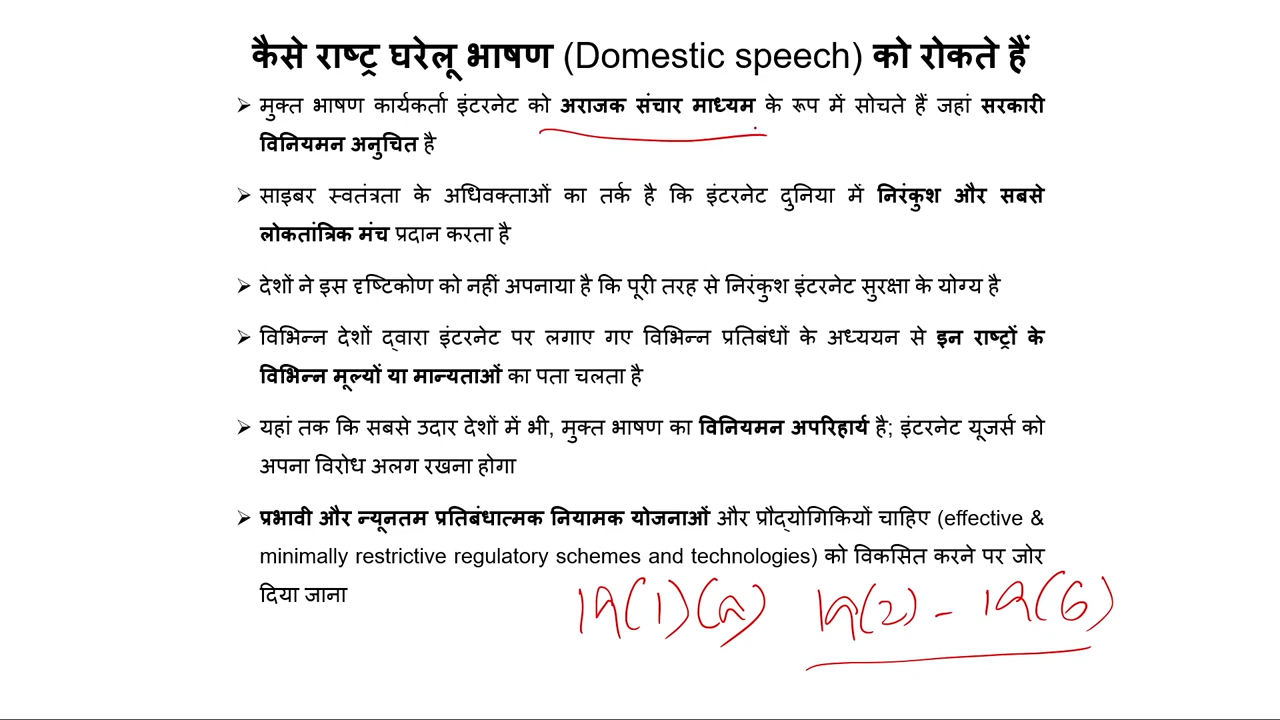 कैसे राष्ट्र घरेलू भाषण (Domestic speech) को रोकते हैं
➢ मुक्त भाषण कार्यकर्ता इंटरनेट को अराजक संचार माध्यम के रूप में सोचते हैं जहां सरकारी
विनियमन अनुचित है
➢ साइबर स्वतंत्रता के अधिवक्ताओं का तर्क है कि इंटरनेट दुनिया में निरंकुश और सबसे
लोकतांत्रिक मंच प्रदान करता है
➢ देशों ने इस दृष्टिकोण को नहीं अपनाया है कि पूरी तरह से निरंकुश इंटरनेट सुरक्षा के योग्य है
➢ विभिन्न देशों द्वारा इंटरनेट पर लगाए गए विभिन्न प्रतिबंधों के अध्ययन से इन राष्ट्रों के
विभिन्न मूल्यों या मान्यताओं का पता चलता है
➢ यहां तक कि सबसे उदार देशों में भी, मुक्त भाषण का विनियमन अपरिहार्य है; इंटरनेट यूजर्स को
अपना विरोध अलग रखना होगा
➢ प्रभावी और न्यूनतम प्रतिबंधात्मक नियामक योजनाओं और प्रौद्योगिकियों चाहिए (effective &
minimally restrictive regulatory schemes and technologies) को विकसित करने पर जोर
दिया जाना
19(1)(a) 19(2) - 19(6)